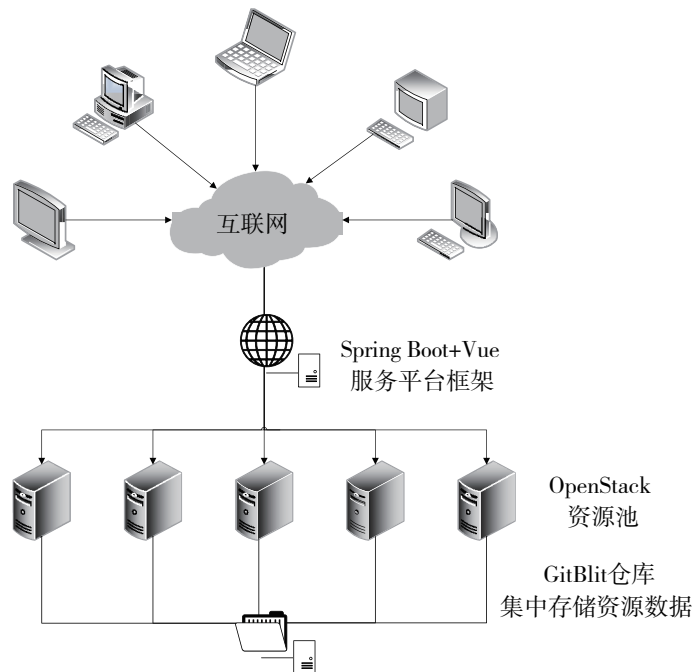 互联网
Spring Boot+Vue
服务平台框架
OpenStack
资源池
GitBlit仓库
集中存储资源数据